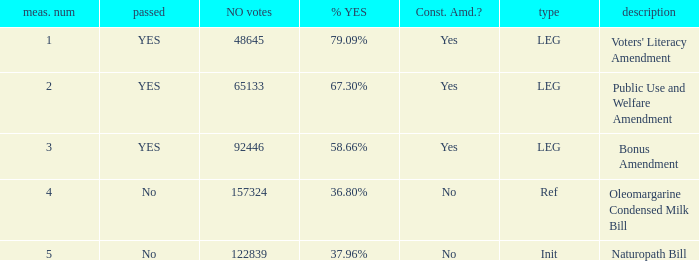 meas. num passed NO votes % YES Const. Amd.? type description
1 YES 48645 79.09% Yes LEG Voters' Literacy
Amendment
2 YES 65133 67.30% Yes LEG Public Use and
Welfare
Amendment
3 YES 92446 58.66% Yes LEG Bonus
Amendment
4 No 157324 36.80% No Ref Oleomargarine
Condensed Milk
Bill
5 No 122839 37.96% No Init Naturopath Bill